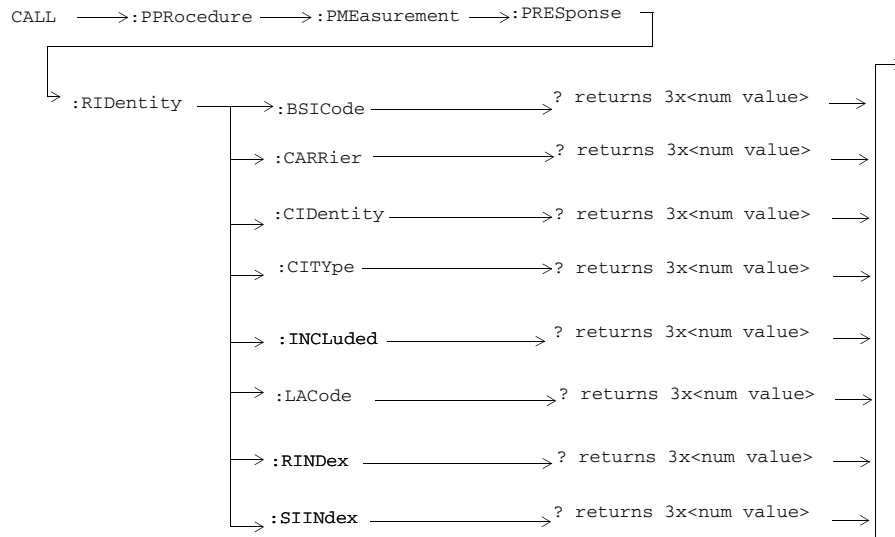 CALL :PPRocedure :PMEasurement :PRESponse
:RIDentity :BSICode ? returns 3x<num value>
:CARRier ? returns 3x<num value>
:CIDentity ? returns 3x<num value>
:CITYpe ? returns 3x<num value>
:INCLuded ? returns 3x<num value>
:LACode ? returns 3x<num value>
:RINDex ? returns 3x<num value>
:SIINdex ? returns 3x<num value>